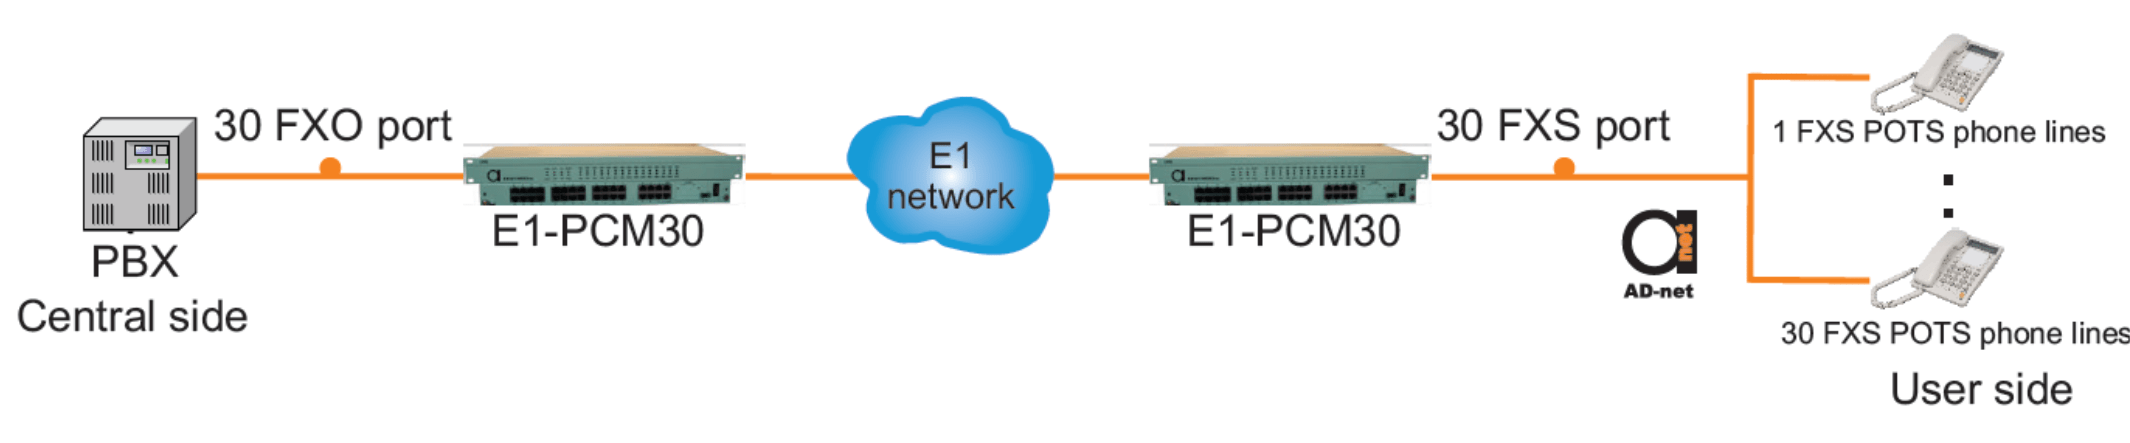 30 FXO port
E1
network
30 FXS port
1 FXS POTS phone lines
E1-PCM30
E1-PCM30
PBX
Central side
a
net
AD-net
30 FXS POTS phone lines
User side